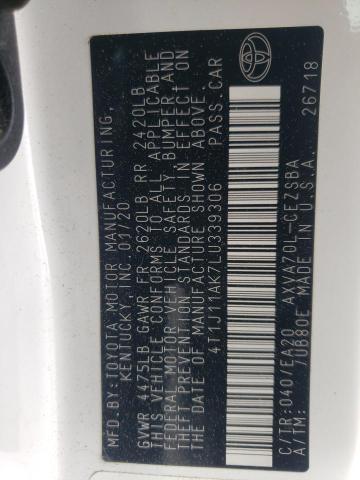 MFD. BY:TOYOTA MOTOR MANUFACTURING,
KENTUCKY,INC. 01/20
GVWR 4475LB GAWR FR 2620LB RR 2420LB
THIS VEHICLE CONFORMS TO ALL APPLICABLE
FEDERAL MOTOR VEHICLE SAFETY, BUMPER, AND
THEFT PREVENTION STANDARDS IN EFFECT ON
THE DATE OF MANUFACTURE SHOWN ABOVE.
4T1J11AK7LU339306 PASS. CAR
C/TR:040/EA20 AXVA70L-CEZSBA
A/TM: /UB80E MADE IN U.S.A. 26718